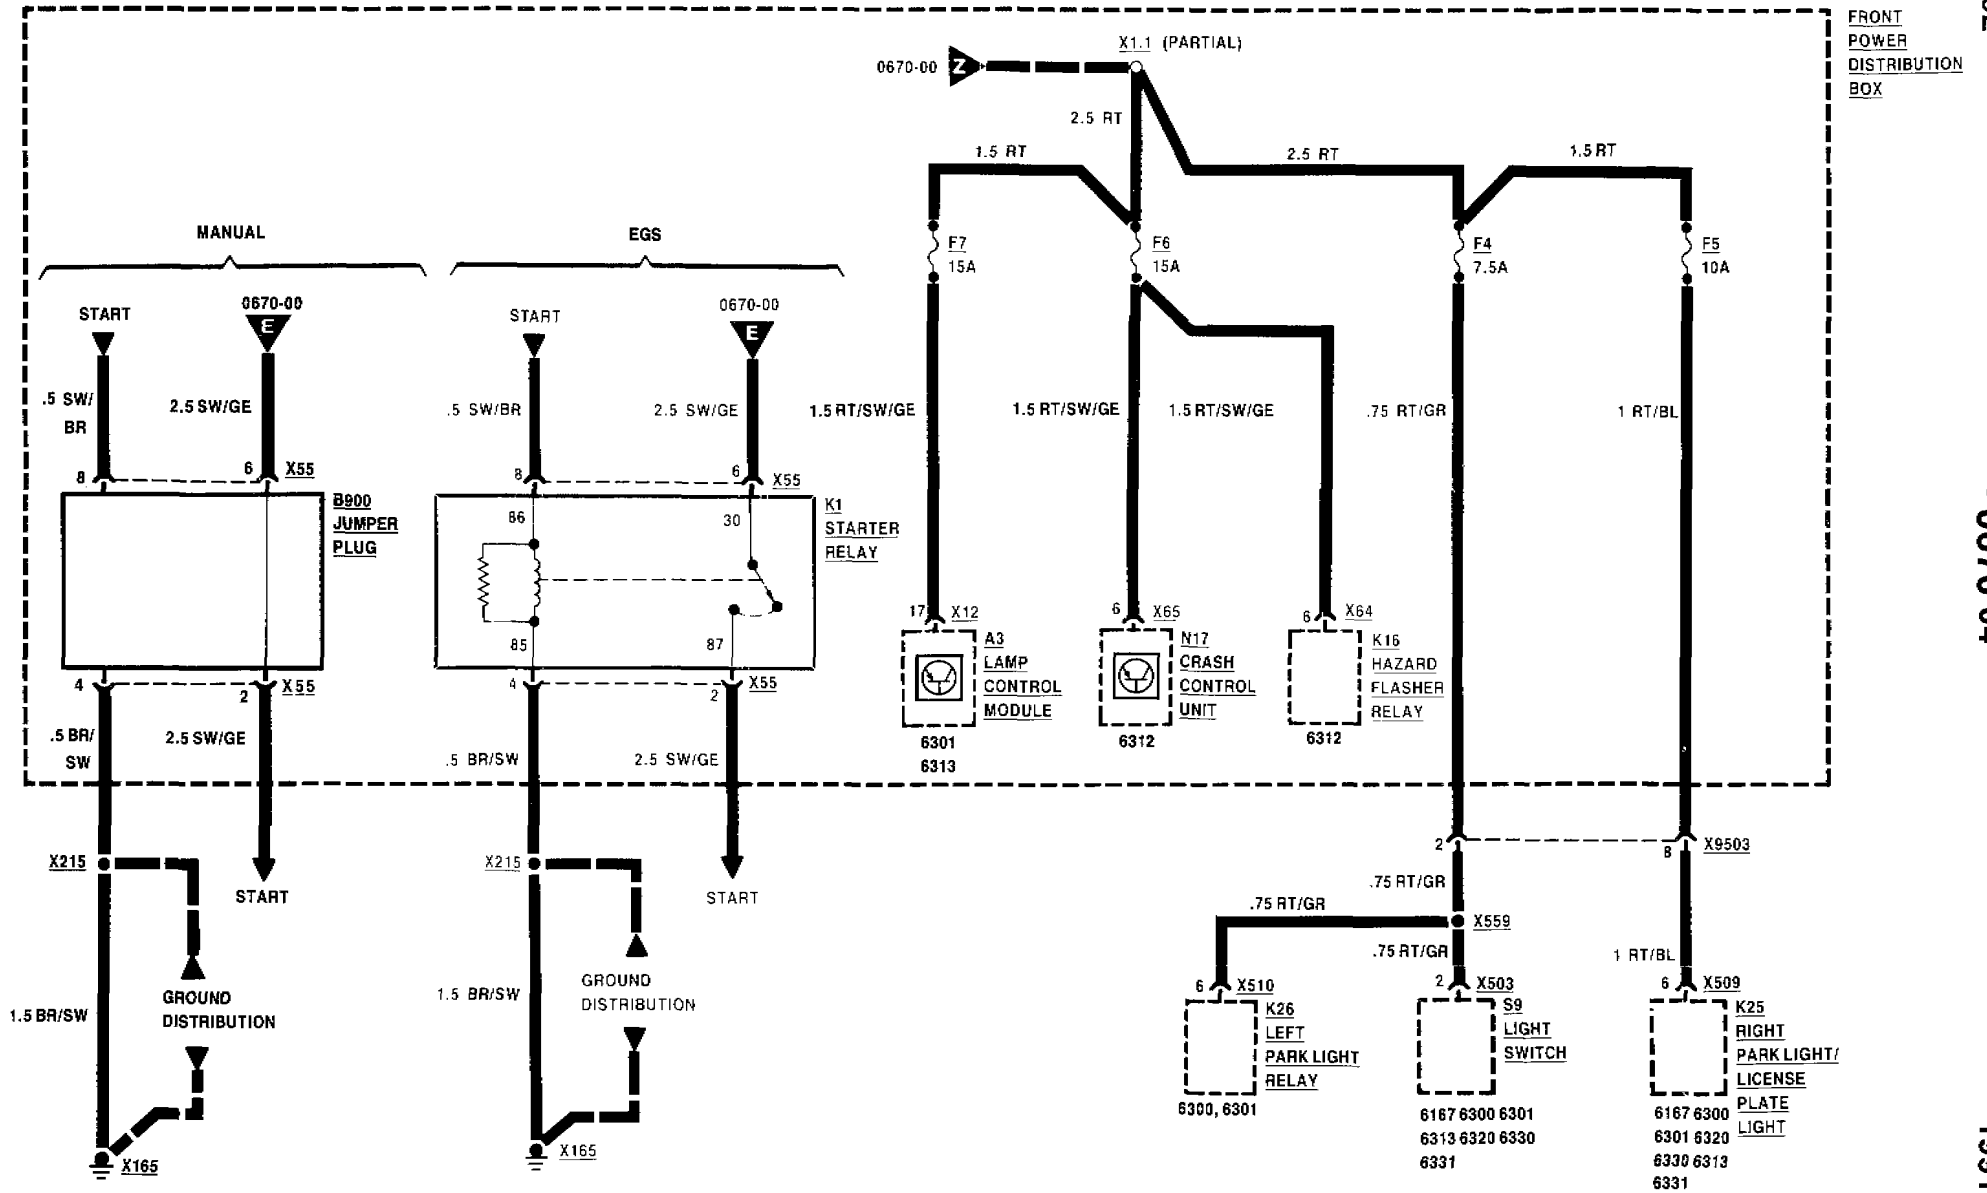 FRONT
POWER
DISTRIBUTION
BOX
X1.1 (PARTIAL)
0670-00 Z
2.5 RT
1.5 RT
2.5 RT
1.5 RT
MANUAL
EGS
F7
15A
F6
15A
F4
7.5A
F5
10A
START
0670-00
E
START
0670-00
E
.5 SW/
BR
2.5 SW/GE
.5 SW/BR
2.5 SW/GE
1.5 RT/SW/GE
1.5 RT/SW/GE
1.5 RT/SW/GE
.75 RT/GR
1 RT/BL
8
6
X55
8
6
X55
B900
JUMPER
PLUG
86
30
K1
STARTER
RELAY
85
87
17
X12
6
X65
6
X64
A3
LAMP
CONTROL
MODULE
N17
CRASH
CONTROL
UNIT
K16
HAZARD
FLASHER
RELAY
6301
6313
6312
6312
4
2
X55
4
2
X55
.5 BR/
SW
2.5 SW/GE
.5 BR/SW
2.5 SW/GE
2
8
X9503
X215
START
X215
START
.75 RT/GR
.75 RT/GR
X559
.75 RT/GR
1 RT/BL
GROUND
DISTRIBUTION
GROUND
DISTRIBUTION
1.5 BR/SW
1.5 BR/SW
6
X510
2
X503
6
X509
K26
LEFT
PARK LIGHT
RELAY
S9
LIGHT
SWITCH
K25
RIGHT
PARK LIGHT/
LICENSE
PLATE
LIGHT
6300, 6301
6167 6300 6301
6313 6320 6330
6331
6167 6300
6301 6320
6330 6313
6331
X165
X165